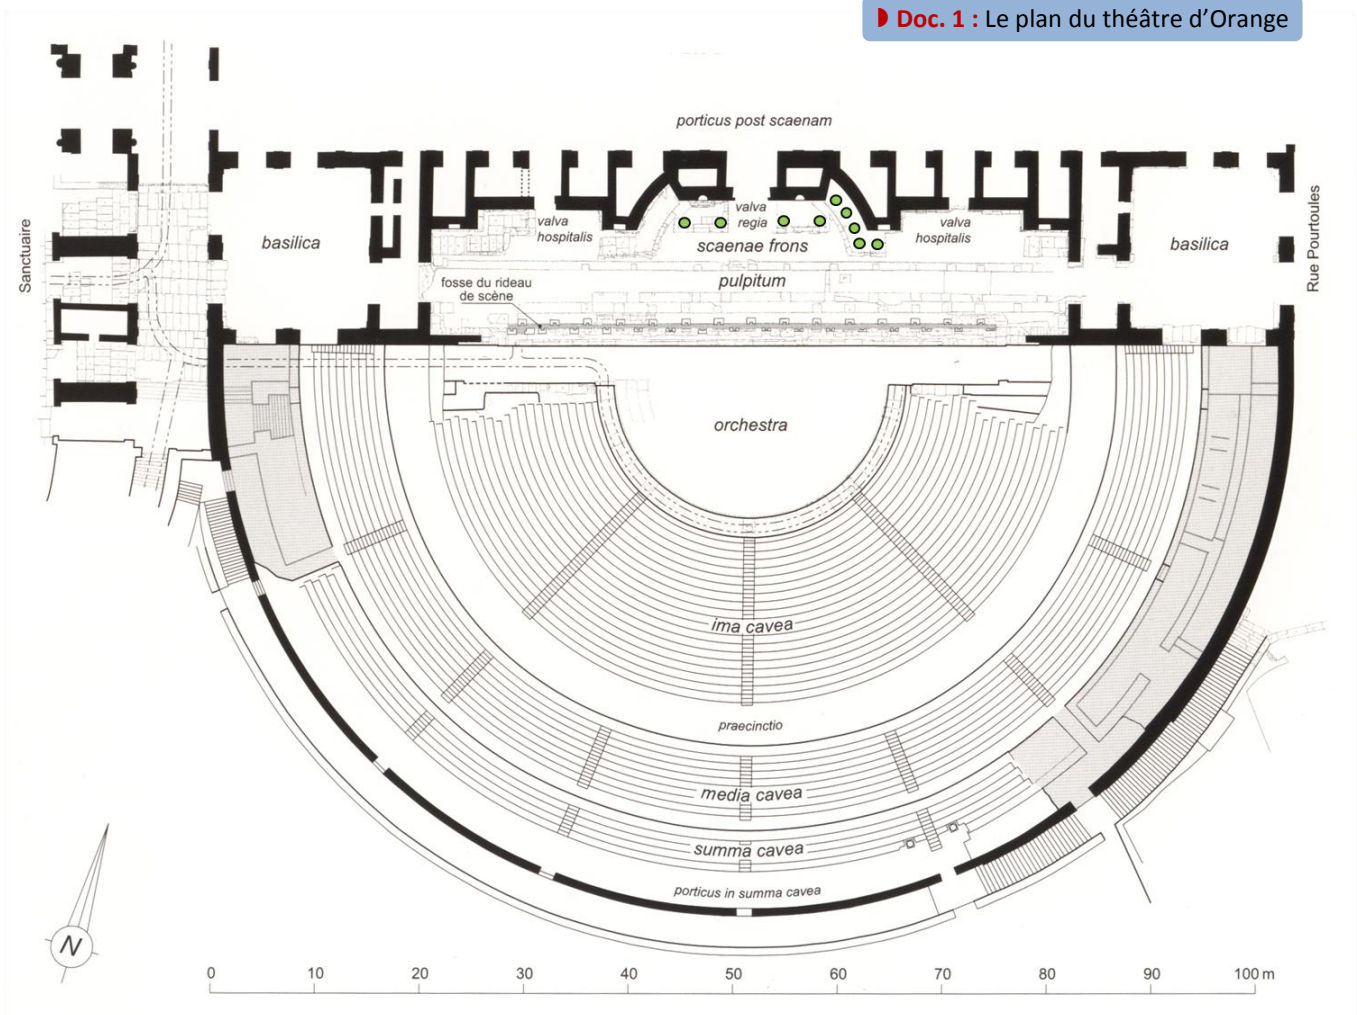 ◗ Doc. 1 : Le plan du théâtre d’Orange
porticus post scaenam
Sanctuaire
basilica
valva
hospitalis
valva
regia
scaenae frons
valva
hospitalis
basilica
Rue Pourtoules
fosse du rideau
de scène
pulpitum
orchestra
ima cavea
praecinctio
media cavea
summa cavea
porticus in summa cavea
N
0 10 20 30 40 50 60 70 80 90 100 m